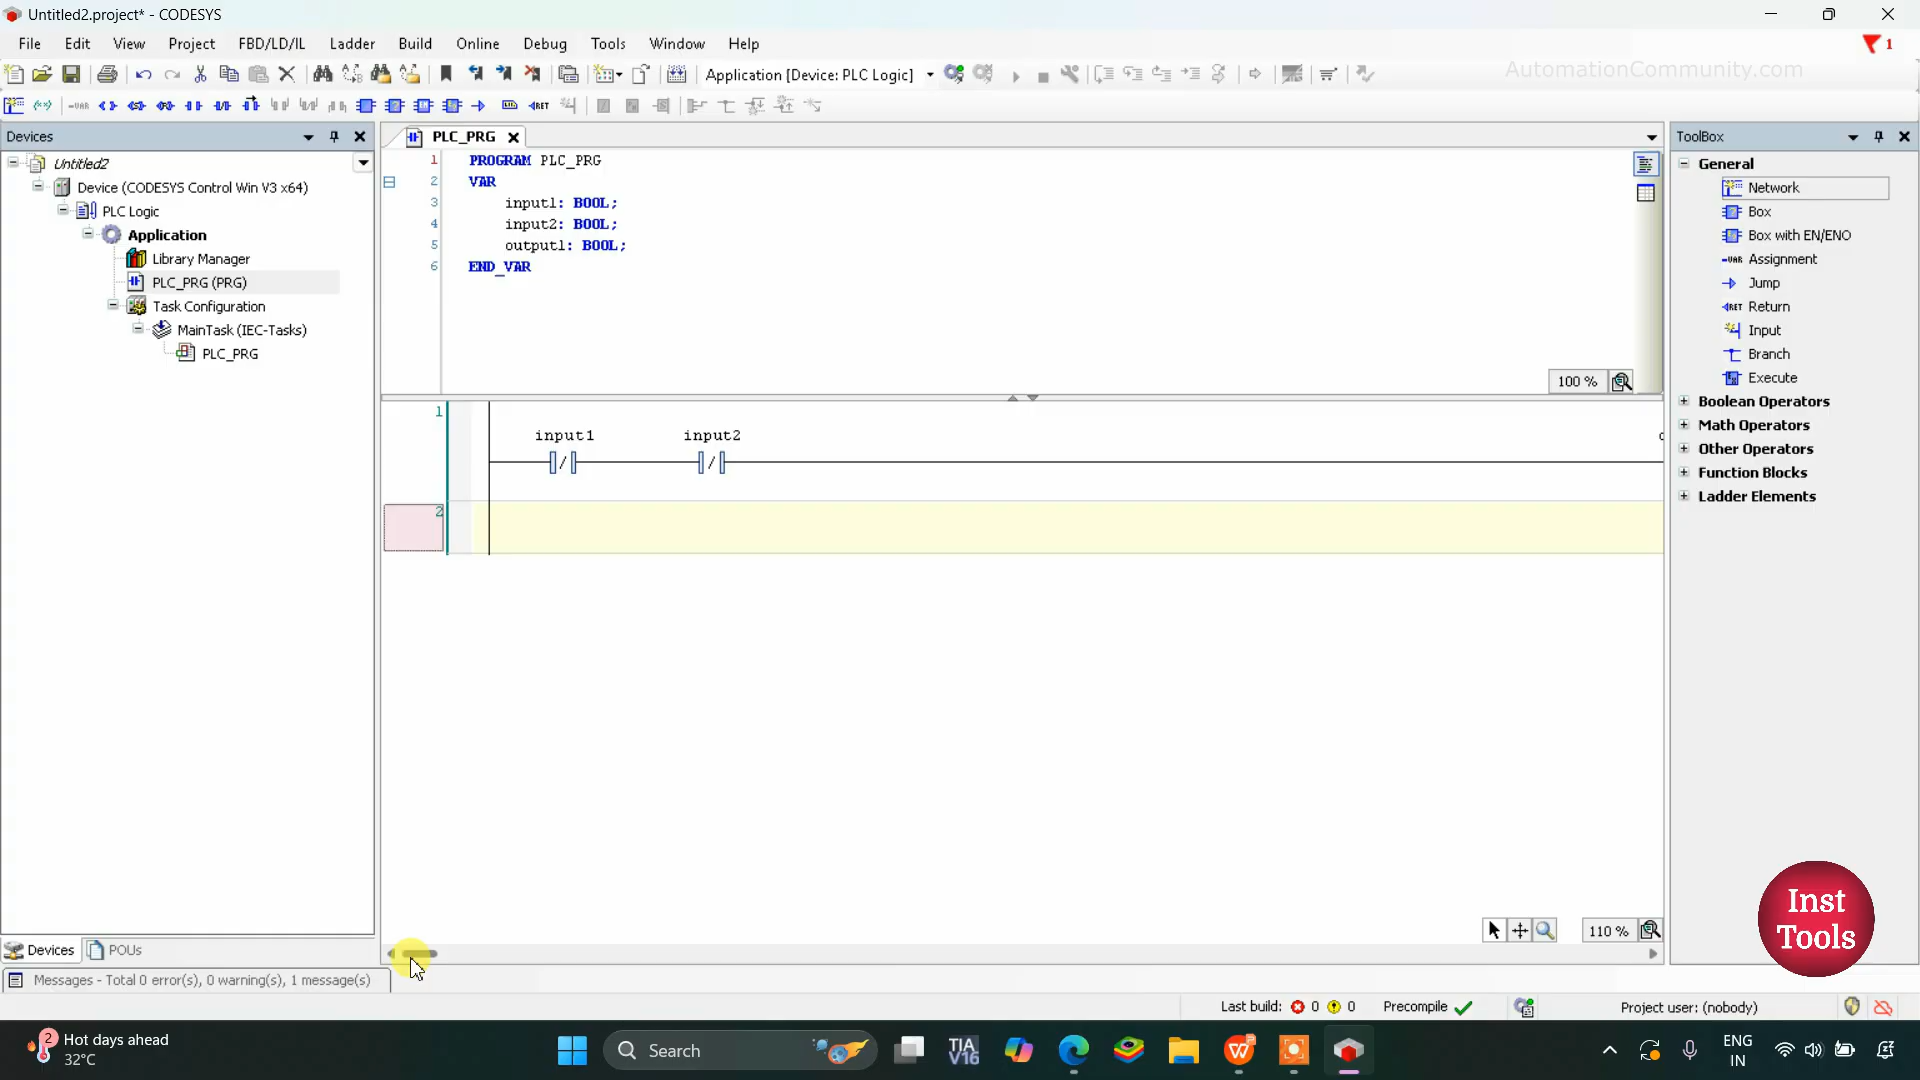 Untitled2.project* - CODESYS
File Edit View Project FBD/LD/IL Ladder Build Online Debug Tools Window Help
1
Application [Device: PLC Logic]
AutomationCommunity.com
Devices
PLC_PRG
ToolBox
Untitled2
Device (CODESYS Control Win V3 x64)
PLC Logic
Application
Library Manager
PLC_PRG (PRG)
Task Configuration
MainTask (IEC-Tasks)
PLC_PRG
1 PROGRAM PLC_PRG
2 VAR
3 input1: BOOL;
4 input2: BOOL;
5 output1: BOOL;
6 END_VAR
100 %
1
input1 input2
2
110 %
General
Network
Box
Box with EN/ENO
Assignment
Jump
Return
Input
Branch
Execute
Boolean Operators
Math Operators
Other Operators
Function Blocks
Ladder Elements
Inst
Tools
Devices POUs
Messages - Total 0 error(s), 0 warning(s), 1 message(s)
Last build: 0 0 Precompile Project user: (nobody)
2
Hot days ahead
32°C
Search
TIA
V16
ENG
IN